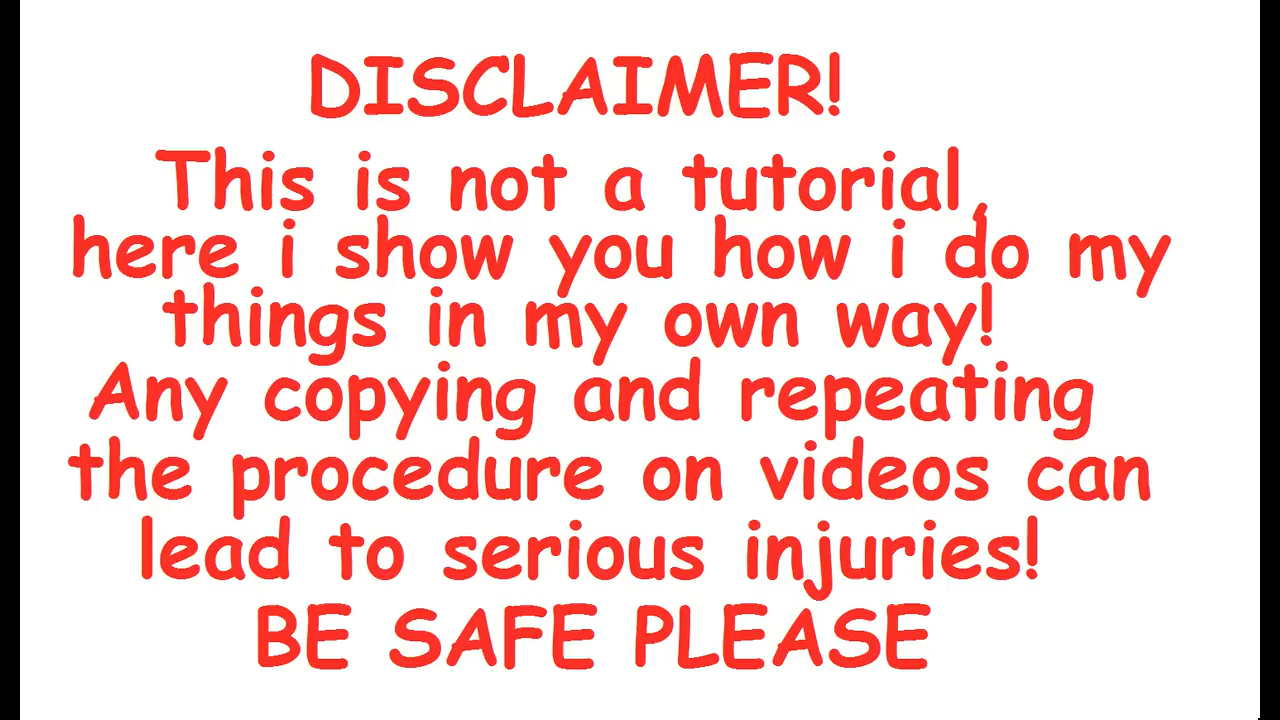 DISCLAIMER!
This is not a tutorial,
here i show you how i do my
things in my own way!
Any copying and repeating
the procedure on videos can
lead to serious injuries!
BE SAFE PLEASE